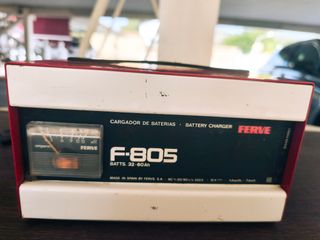 CARGADOR DE BATERIAS - BATTERY CHARGER
FERVE
FERVE
F-805
BATTS. 32-60Ah
MADE IN SPAIN BY FERVE S.A.